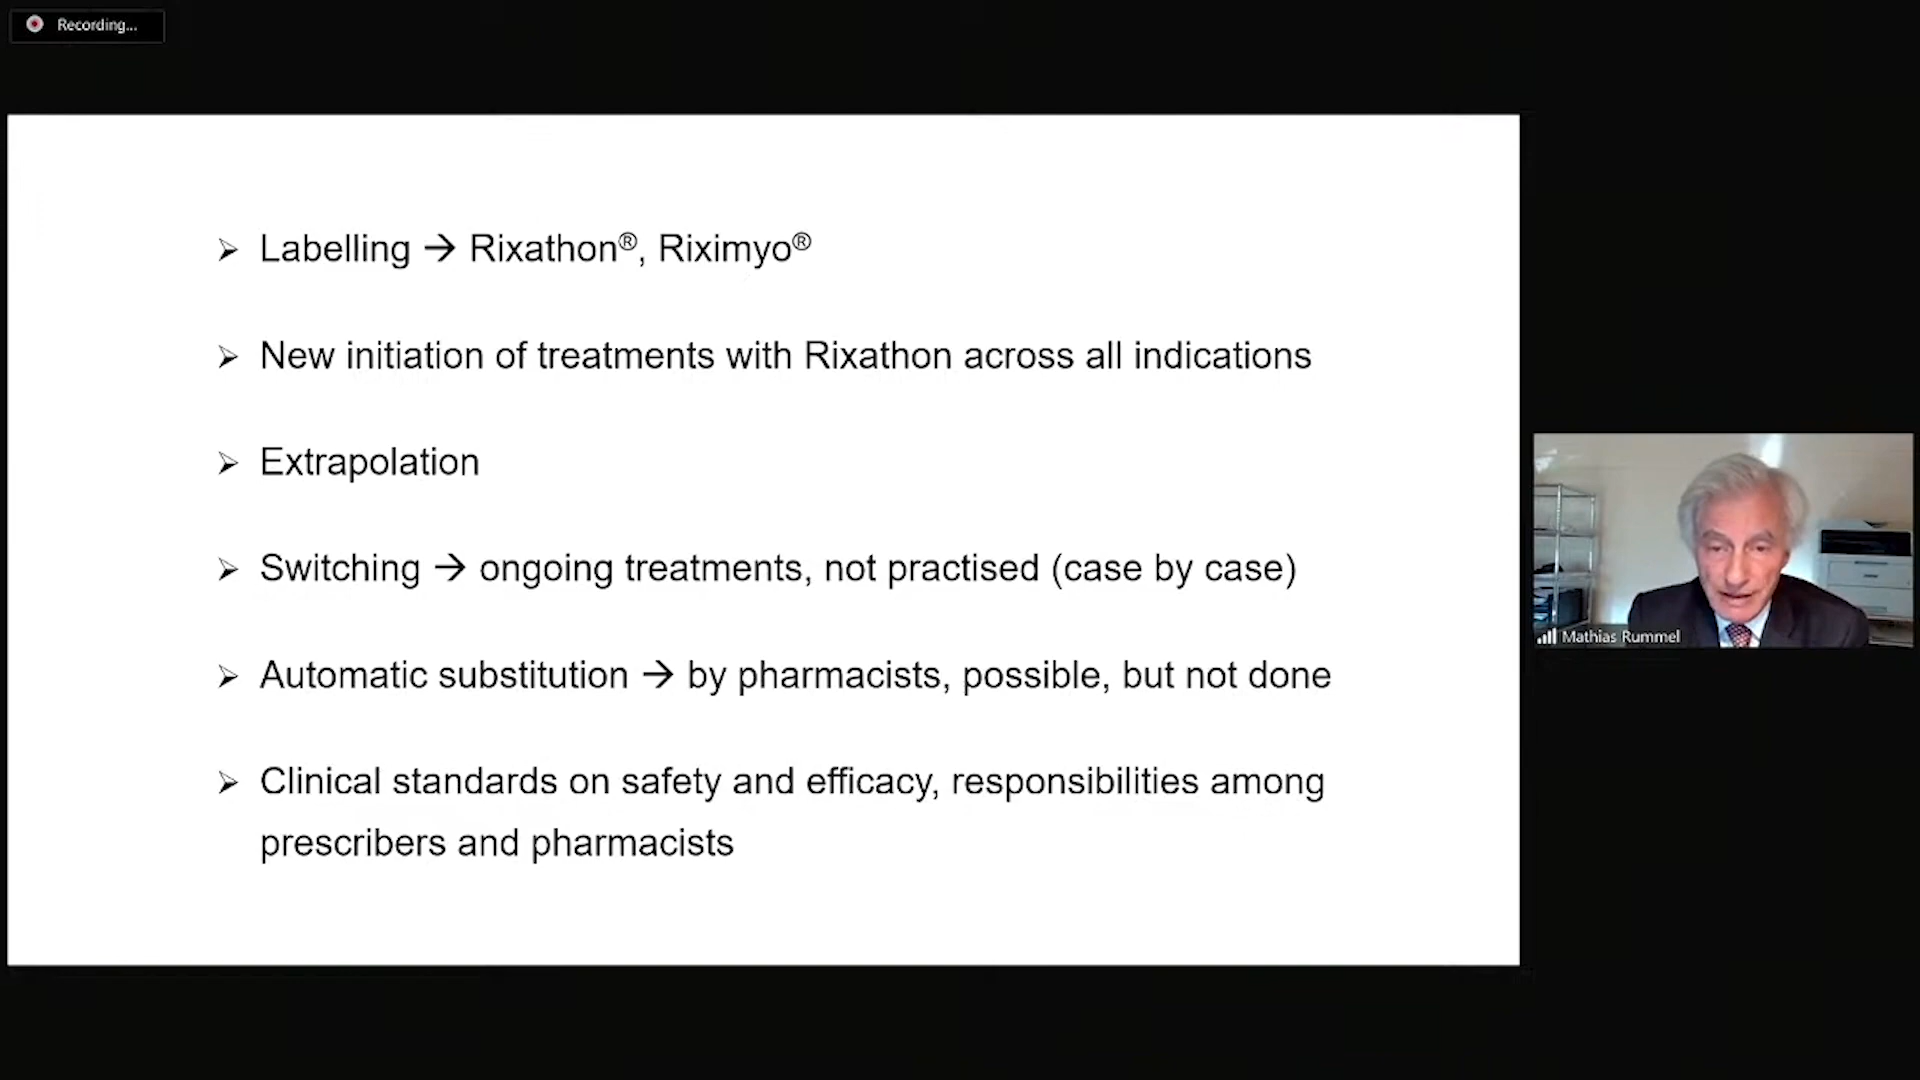 Recording...
➢ Labelling → Rixathon®, Riximyo®
➢ New initiation of treatments with Rixathon across all indications
➢ Extrapolation
➢ Switching → ongoing treatments, not practised (case by case)
➢ Automatic substitution → by pharmacists, possible, but not done
➢ Clinical standards on safety and efficacy, responsibilities among
prescribers and pharmacists
Mathias Rummel